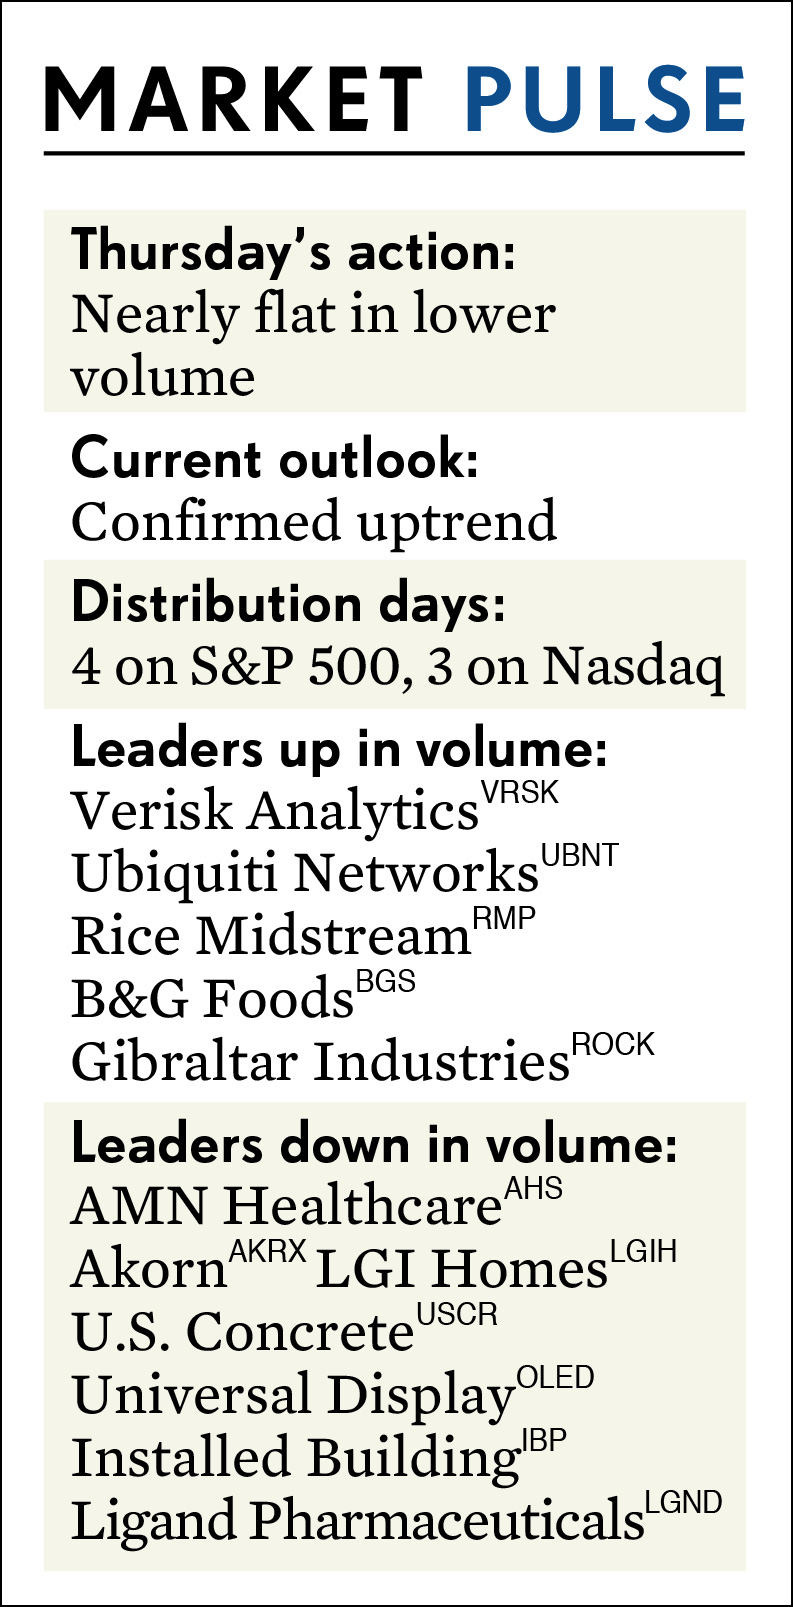 MARKET PULSE
Thursday’s action:
Nearly flat in lower
volume
Current outlook:
Confirmed uptrend
Distribution days:
4 on S&P 500, 3 on Nasdaq
Leaders up in volume:
Verisk Analytics VRSK
Ubiquiti Networks UBNT
Rice Midstream RMP
B&G Foods BGS
Gibraltar Industries ROCK
Leaders down in volume:
AMN Healthcare AHS
Akorn AKRX LGI Homes LGIH
U.S. Concrete USCR
Universal Display OLED
Installed Building IBP
Ligand Pharmaceuticals LGND